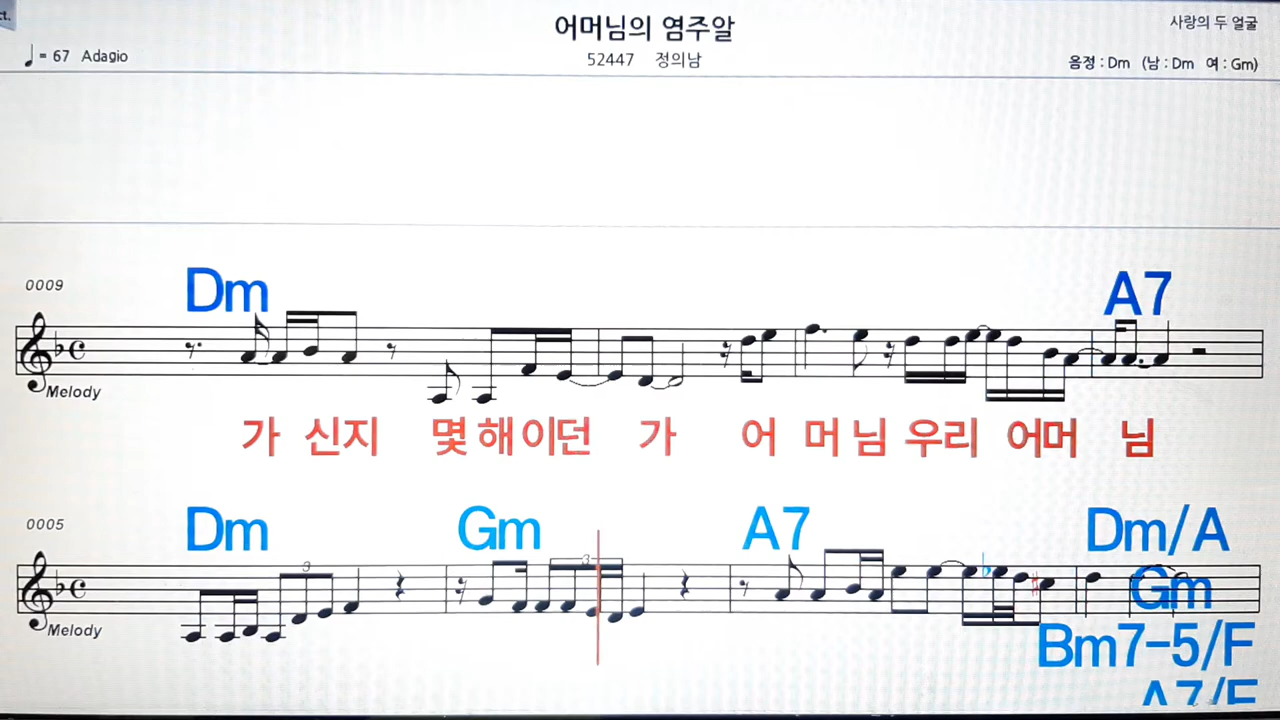 어머님의 염주알
사랑의 두 얼굴
♩ = 67 Adagio
52447 정의남
음정 : Dm (남 : Dm 여 : Gm)
0009
Dm A7
Melody
가 신지 몇 해 이던 가 어 머 님 우리 어머 님
0005
Dm Gm A7 Dm/A
3 3
Gm
Melody
Bm7-5/F